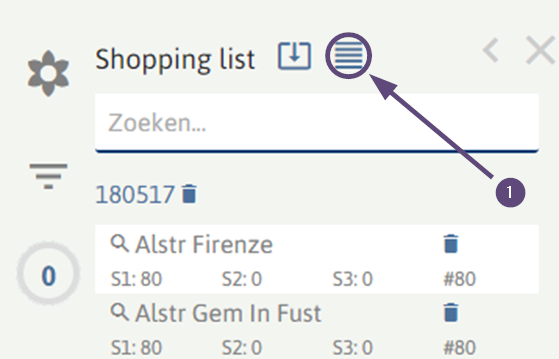 Shopping list
Zoeken...
1
180517
0
Alstr Firenze
S1: 80 S2: 0 S3: 0 #80
Alstr Gem In Fust
S1: 80 S2: 0 S3: 0 #80